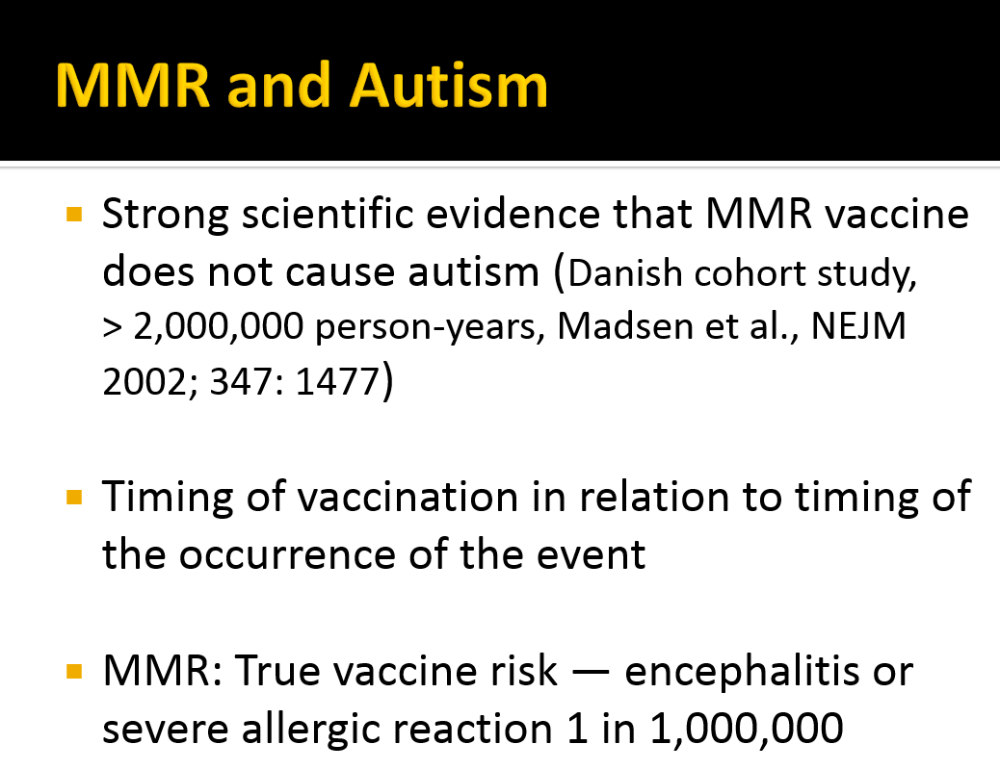 MMR and Autism
Strong scientific evidence that MMR vaccine
does not cause autism (Danish cohort study,
> 2,000,000 person-years, Madsen et al., NEJM
2002; 347: 1477)
Timing of vaccination in relation to timing of
the occurrence of the event
MMR: True vaccine risk — encephalitis or
severe allergic reaction 1 in 1,000,000